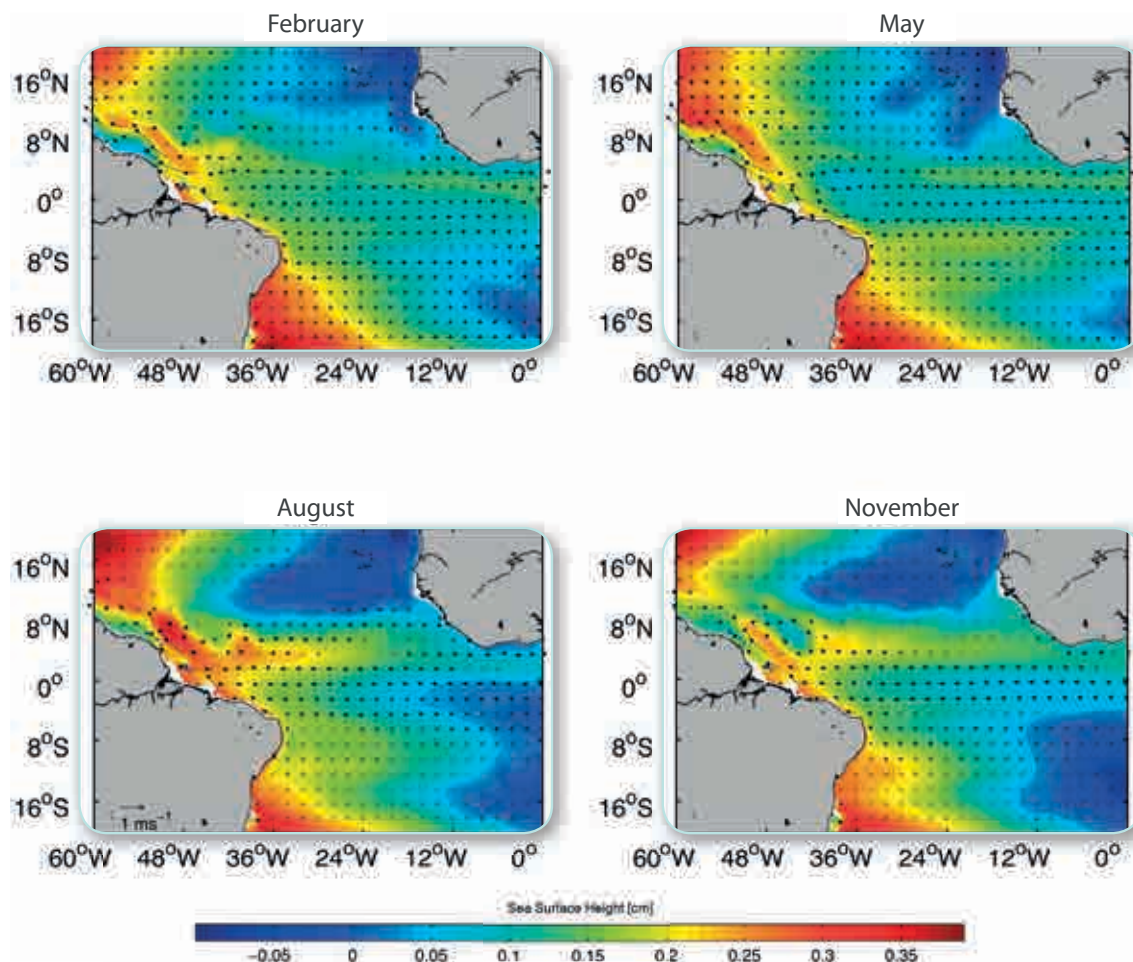 February
May
16°N
8°N
0°
8°S
16°S
60°W 48°W 36°W 24°W 12°W 0°
16°N
8°N
0°
8°S
16°S
60°W 48°W 36°W 24°W 12°W 0°
August
November
16°N
8°N
0°
8°S
16°S
1 ms⁻¹
60°W 48°W 36°W 24°W 12°W 0°
16°N
8°N
0°
8°S
16°S
60°W 48°W 36°W 24°W 12°W 0°
Sea Surface Height [cm]
−0.05 0 0.05 0.1 0.15 0.2 0.25 0.3 0.35